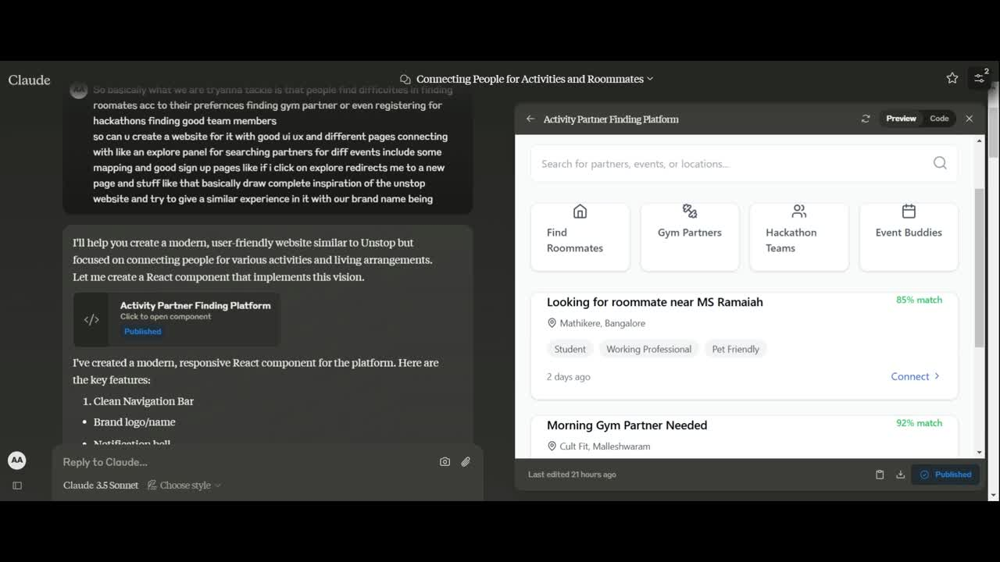 Claude
Connecting People for Activities and Roommates
2
AA
So basically what we are tryanna tackle is that people find difficulties in finding
roomates acc to their prefernces finding gym partner or even registering for
hackathons finding good team members
so can u create a website for it with good ui ux and different pages connecting
with like an explore panel for searching partners for diff events include some
mapping and good sign up pages like if i click on explore redirects me to a new
page and stuff like that basically draw complete inspiration of the unstop
website and try to give a similar experience in it with our brand name being
I'll help you create a modern, user-friendly website similar to Unstop but
focused on connecting people for various activities and living arrangements.
Let me create a React component that implements this vision.
</>
Activity Partner Finding Platform
Click to open component
Published
I've created a modern, responsive React component for the platform. Here are
the key features:
1. Clean Navigation Bar
• Brand logo/name
• Notification bell
AA
Reply to Claude...
Claude 3.5 Sonnet
Choose style
Activity Partner Finding Platform
Preview
Code
Search for partners, events, or locations...
Find
Roommates
Gym Partners
Hackathon
Teams
Event Buddies
Looking for roommate near MS Ramaiah
85% match
Mathikere, Bangalore
Student
Working Professional
Pet Friendly
2 days ago
Connect
Morning Gym Partner Needed
92% match
Cult Fit, Malleshwaram
Last edited 21 hours ago
Published